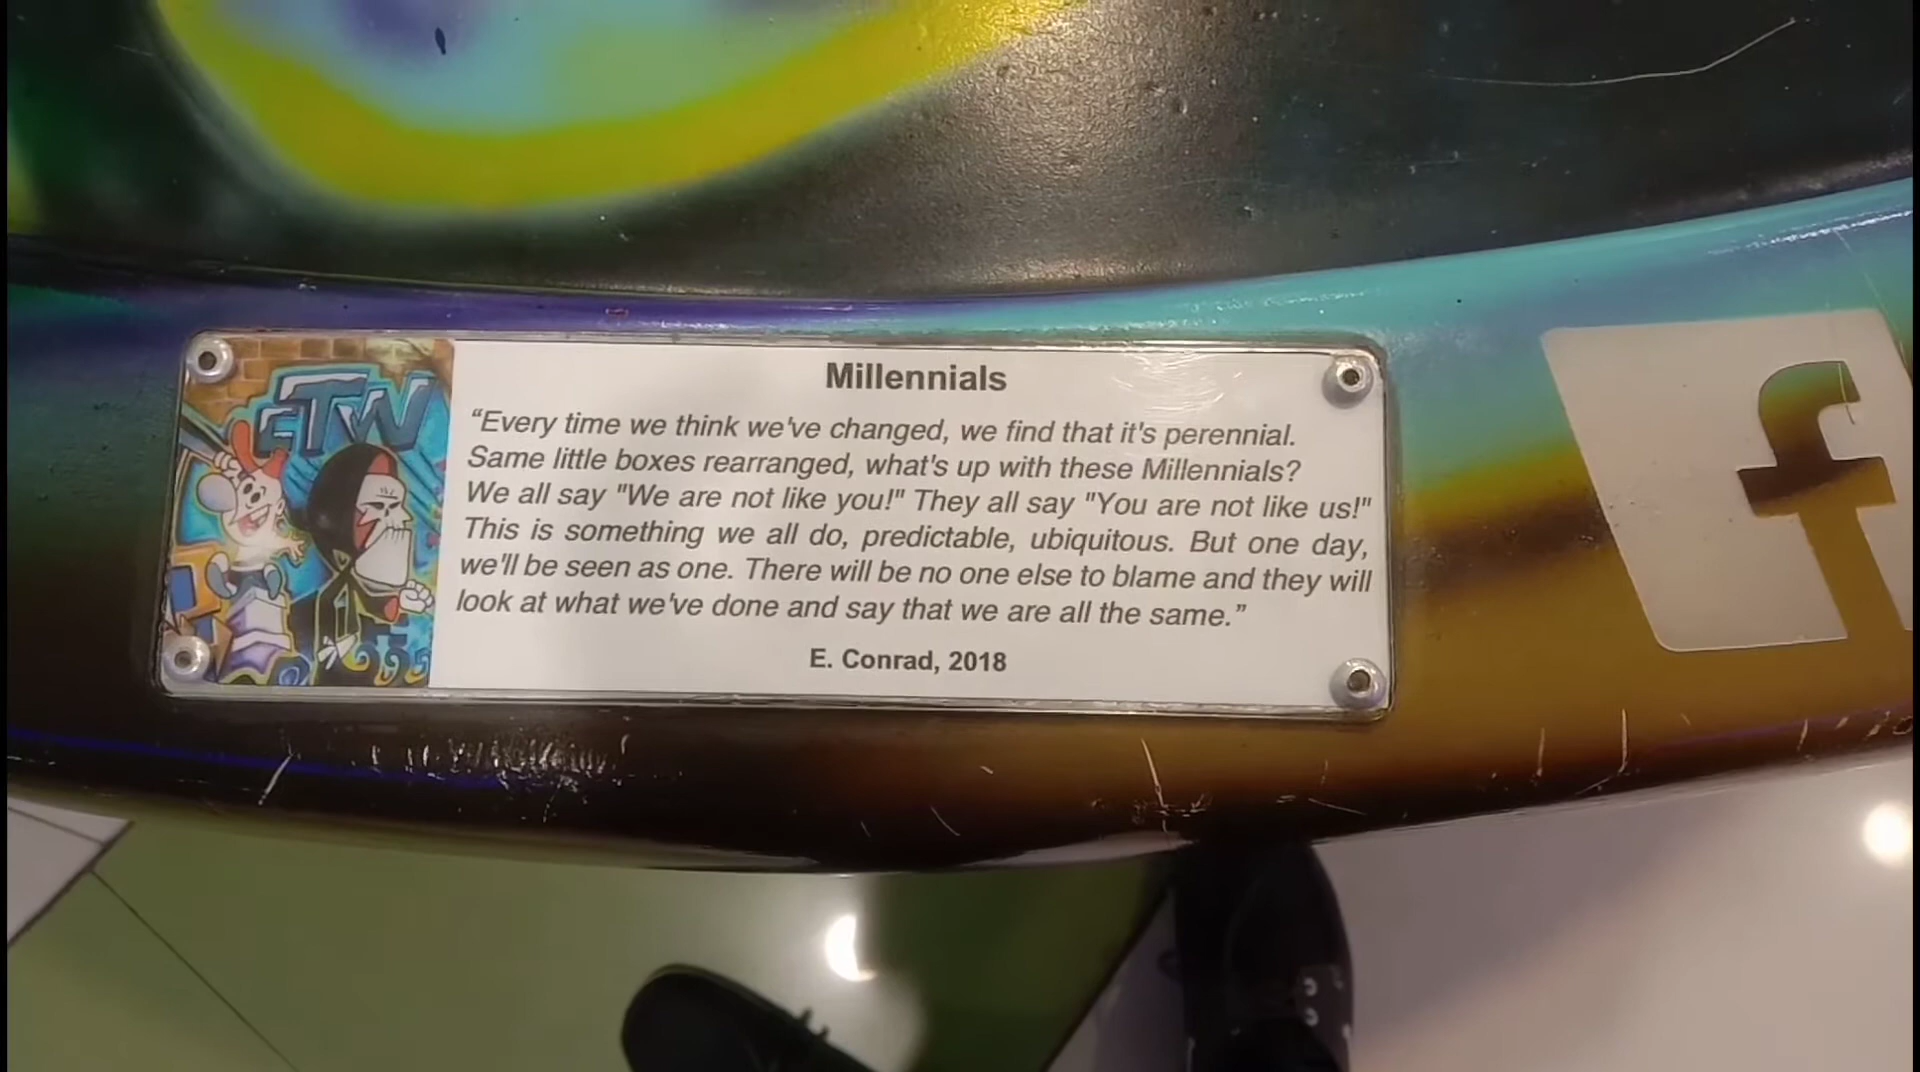 Millennials
“Every time we think we've changed, we find that it's perennial.
Same little boxes rearranged, what's up with these Millennials?
We all say "We are not like you!" They all say "You are not like us!"
This is something we all do, predictable, ubiquitous. But one day,
we'll be seen as one. There will be no one else to blame and they will
look at what we've done and say that we are all the same.”
E. Conrad, 2018
FTW
f